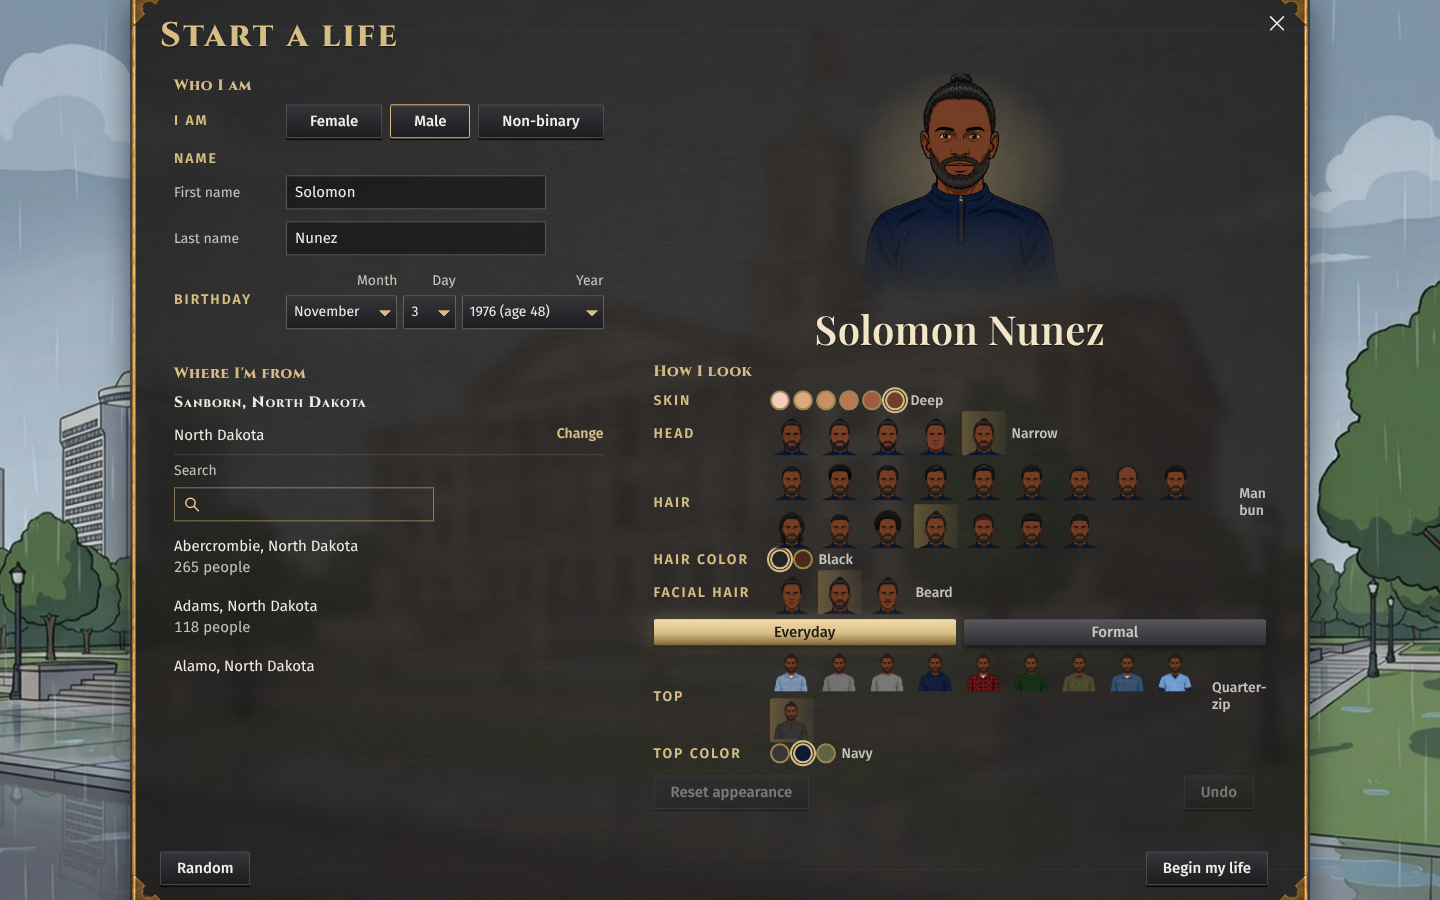 Start a life
Who I am
I AM
Female
Male
Non-binary
NAME
First name
Solomon
Last name
Nunez
Month
Day
Year
BIRTHDAY
November
3
1976 (age 48)
Where I'm from
Sanborn, North Dakota
North Dakota
Change
Search
Abercrombie, North Dakota
265 people
Adams, North Dakota
118 people
Alamo, North Dakota
Solomon Nunez
How I look
SKIN
Deep
HEAD
Narrow
HAIR
Man
bun
HAIR COLOR
Black
FACIAL HAIR
Beard
Everyday
Formal
TOP
Quarter-
zip
TOP COLOR
Navy
Reset appearance
Undo
Random
Begin my life